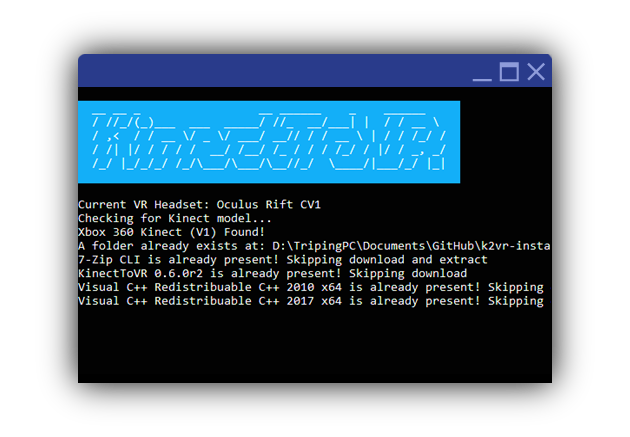 KinectToVR
Current VR Headset: Oculus Rift CV1
Checking for Kinect model...
Xbox 360 Kinect (V1) Found!
A folder already exists at: D:\TripingPC\Documents\GitHub\k2vr-insta
7-Zip CLI is already present! Skipping download and extract
KinectToVR 0.6.0r2 is already present! Skipping download
Visual C++ Redistribuable C++ 2010 x64 is already present! Skipping
Visual C++ Redistribuable C++ 2017 x64 is already present! Skipping